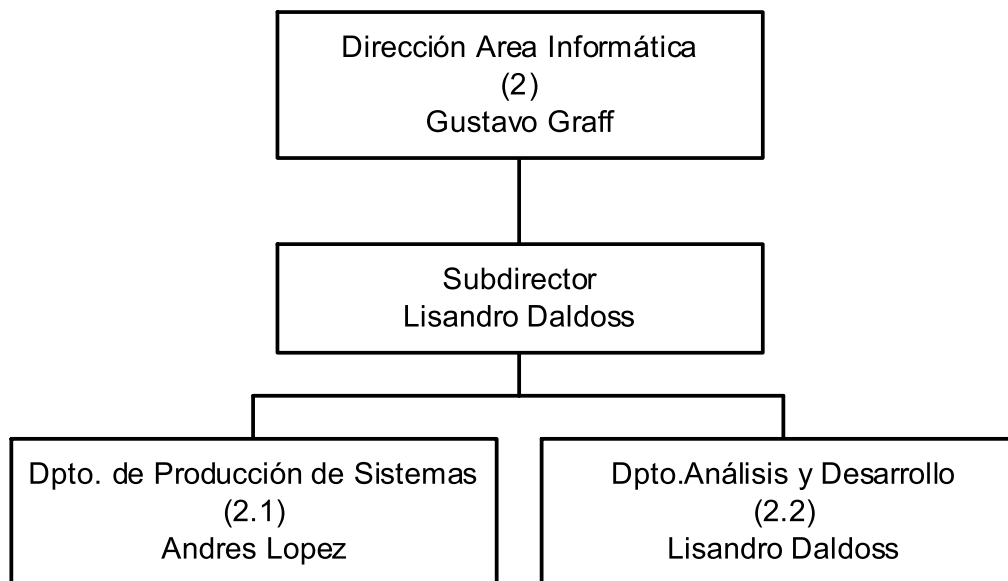 Dirección Area Informática
(2)
Gustavo Graff
Subdirector
Lisandro Daldoss
Dpto. de Producción de Sistemas
(2.1)
Andres Lopez
Dpto.Análisis y Desarrollo
(2.2)
Lisandro Daldoss